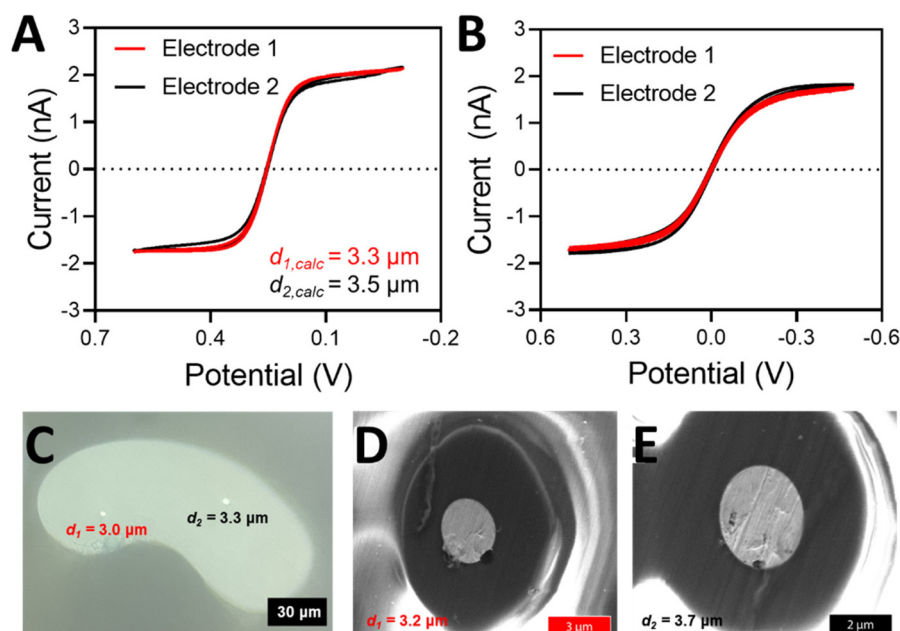 A
3
2
1
0
-1
-2
-3
Current (nA)
Electrode 1
Electrode 2
d1,calc = 3.3 µm
d2,calc = 3.5 µm
0.7
0.4
0.1
-0.2
Potential (V)
B
3
2
1
0
-1
-2
-3
Current (nA)
Electrode 1
Electrode 2
0.6
0.3
0.0
-0.3
-0.6
Potential (V)
C
d1 = 3.0 µm
d2 = 3.3 µm
30 µm
D
d1 = 3.2 µm
3 µm
E
d2 = 3.7 µm
2 µm